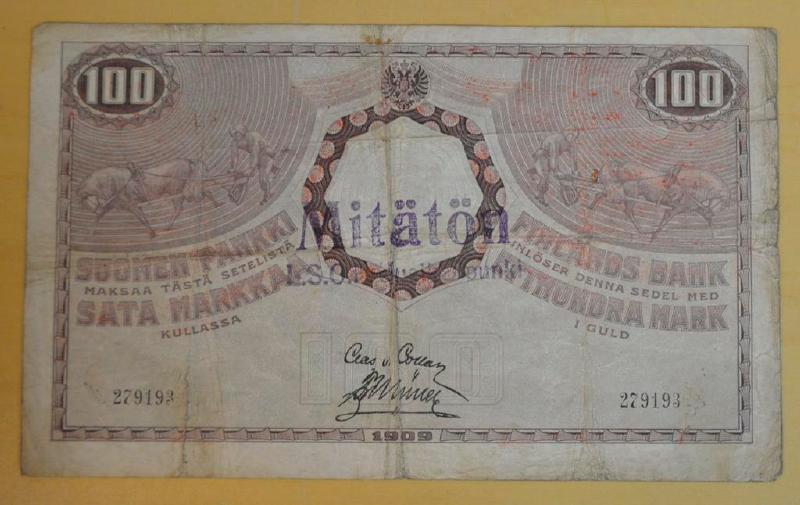 100 100
SUOMEN PANKKI
MAKSAA TÄSTÄ SETELISTÄ
SATA MARKKAA
KULLASSA
FINLANDS BANK
INLÖSER DENNA SEDEL MED
ETTHUNDRA MARK
I GULD
Mitätön
100
279193 279193
1909